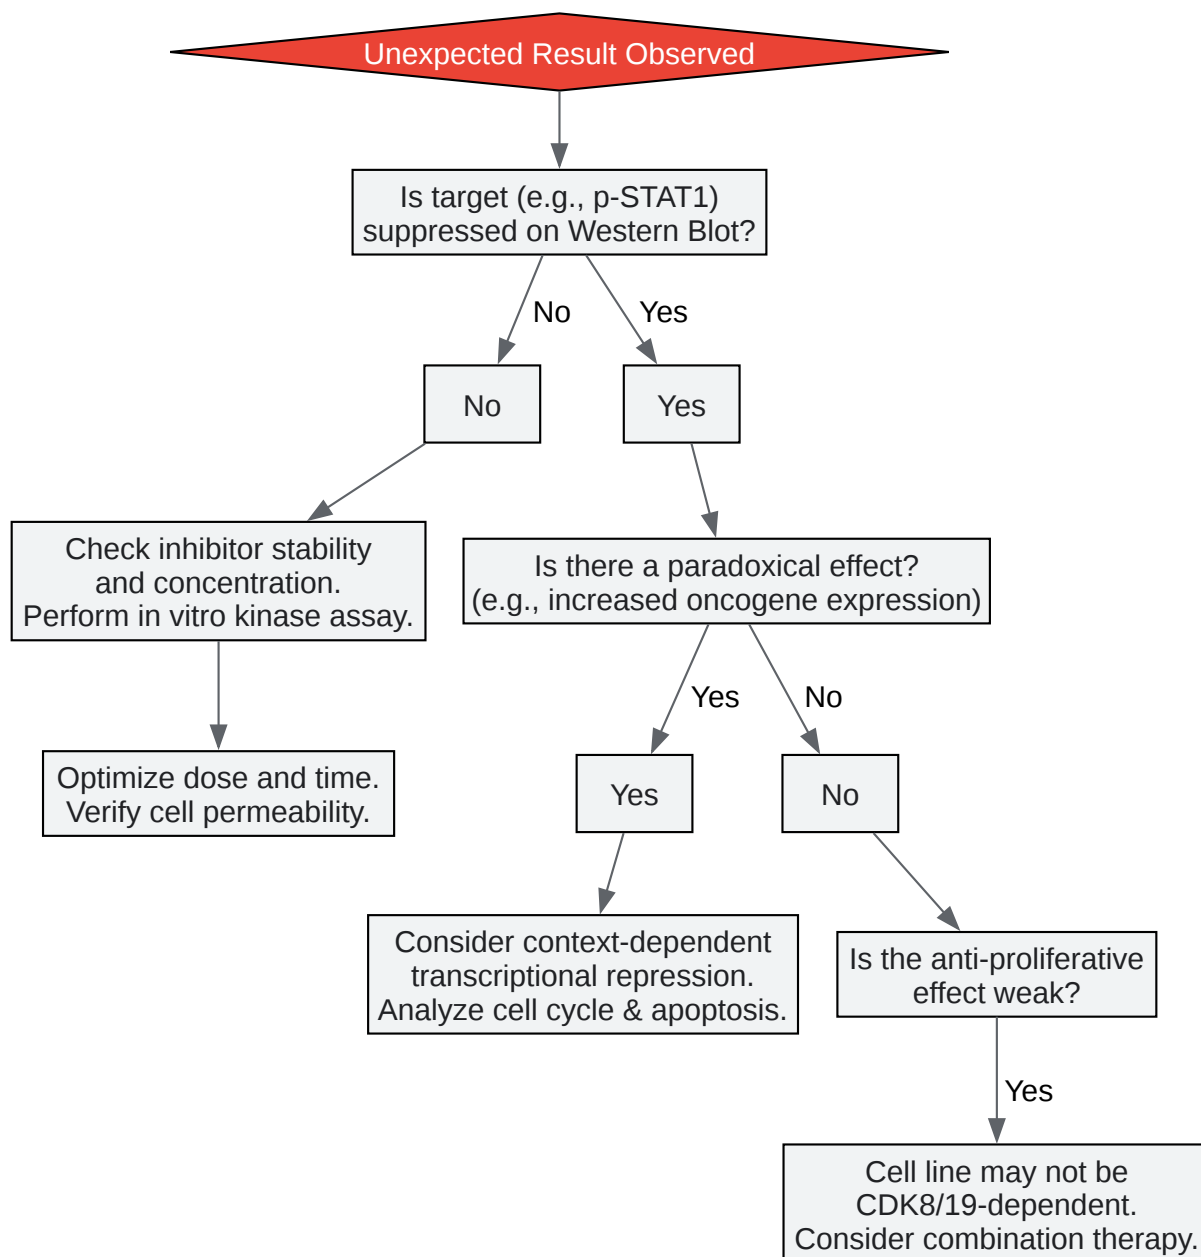 Unexpected Result Observed
Is target (e.g., p-STAT1)
suppressed on Western Blot?
No
Yes
No
Yes
Check inhibitor stability
and concentration.
Perform in vitro kinase assay.
Is there a paradoxical effect?
(e.g., increased oncogene expression)
Yes
No
Optimize dose and time.
Verify cell permeability.
Yes
No
Consider context-dependent
transcriptional repression.
Analyze cell cycle & apoptosis.
Is the anti-proliferative
effect weak?
Yes
Cell line may not be
CDK8/19-dependent.
Consider combination therapy.